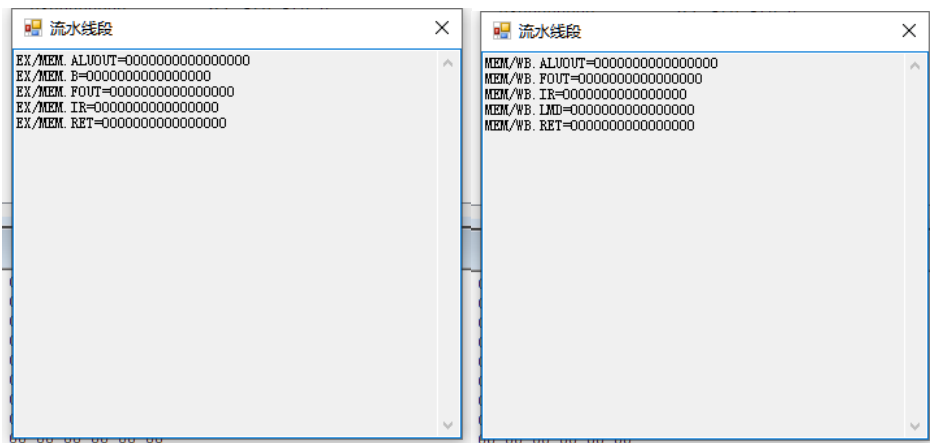 流水线段
EX/MEM. ALUOUT=0000000000000000
EX/MEM. B=0000000000000000
EX/MEM. FOUT=0000000000000000
EX/MEM. IR=0000000000000000
EX/MEM. RET=0000000000000000
流水线段
MEM/WB. ALUOUT=0000000000000000
MEM/WB. FOUT=0000000000000000
MEM/WB. IR=0000000000000000
MEM/WB. LMD=0000000000000000
MEM/WB. RET=0000000000000000